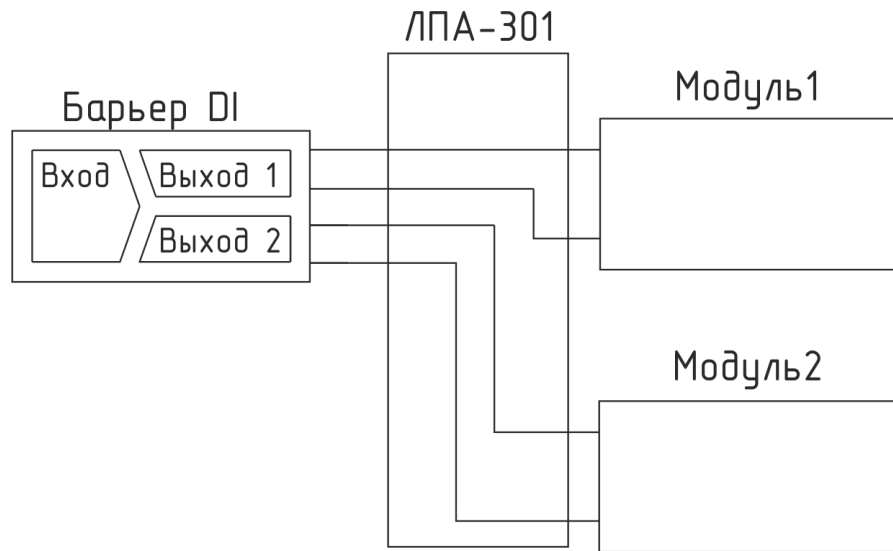 ЛПА-301
Модуль1
Барьер DI
Вход
Выход 1
Выход 2
Модуль2